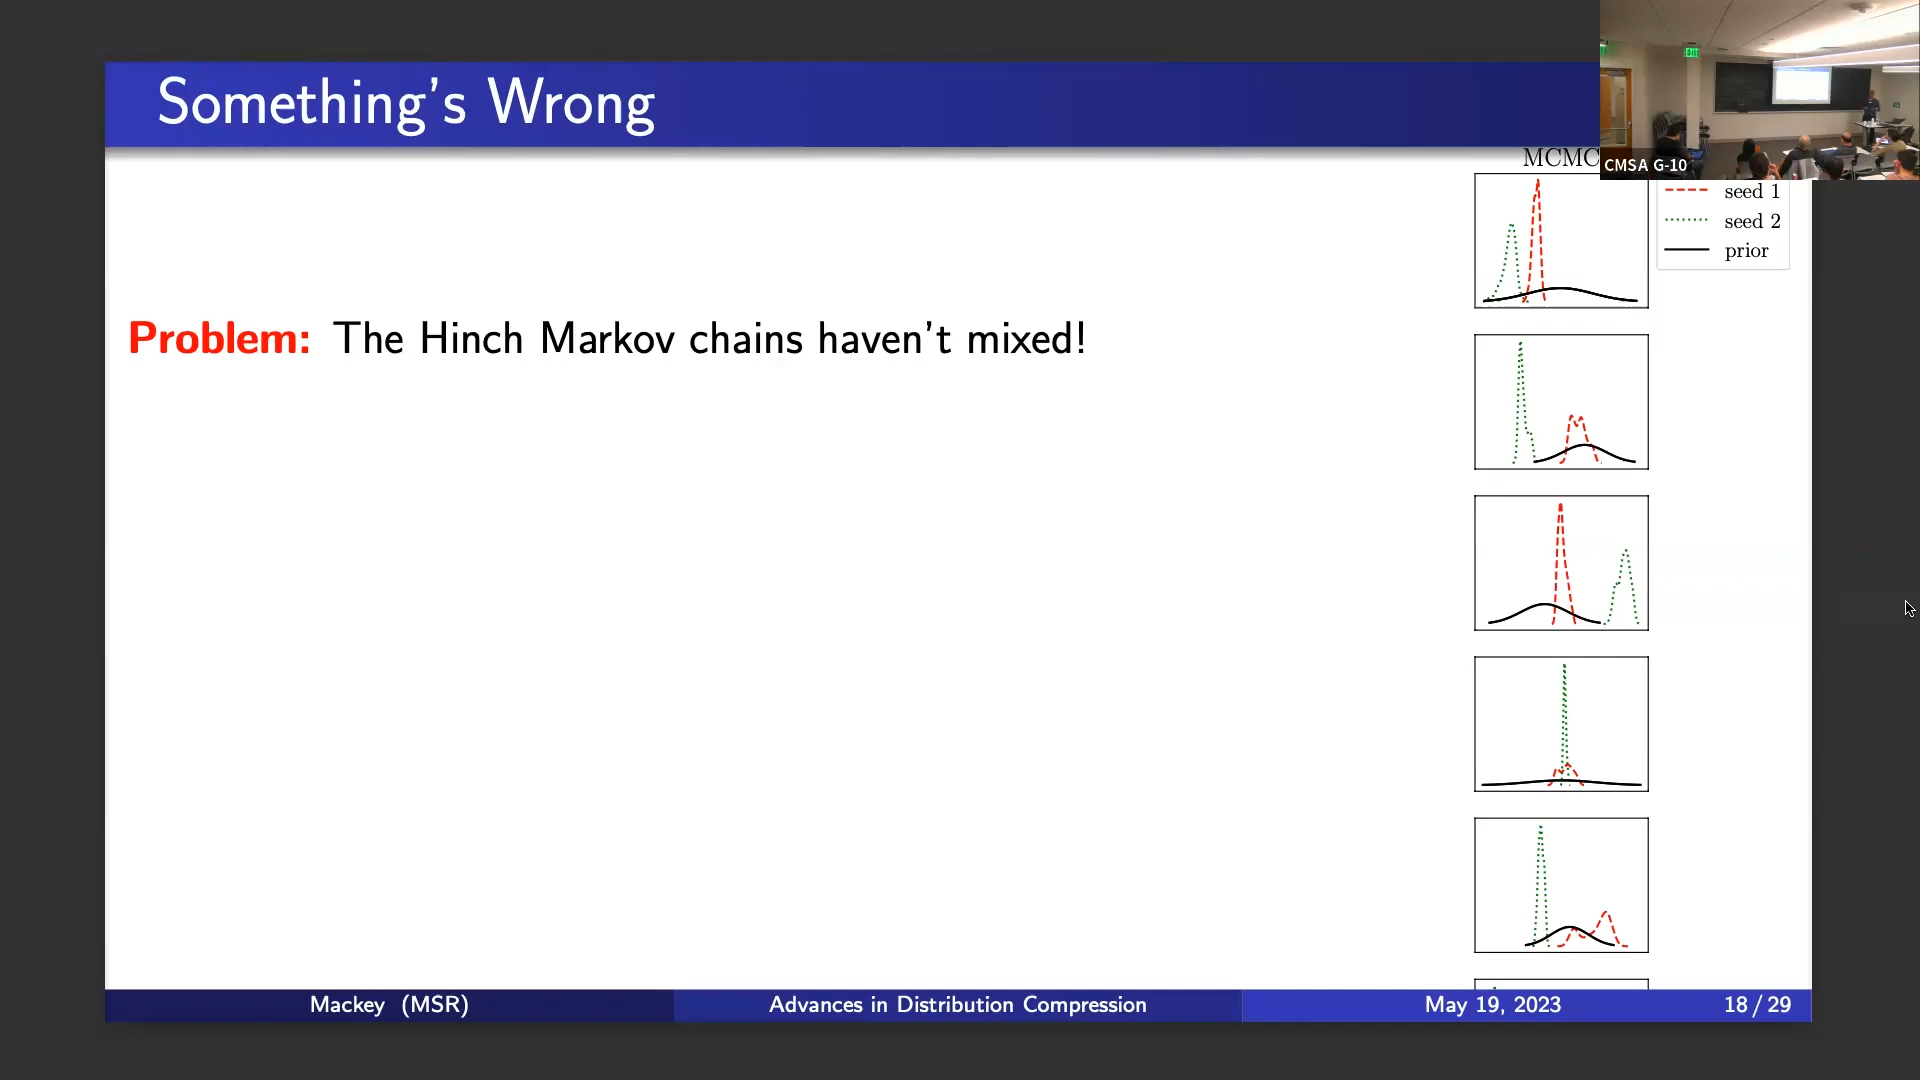 Something's Wrong
MCMC
EXIT
CMSA G-10
seed 1
seed 2
prior
Problem: The Hinch Markov chains haven't mixed!
Mackey (MSR)
Advances in Distribution Compression
May 19, 2023
18 / 29